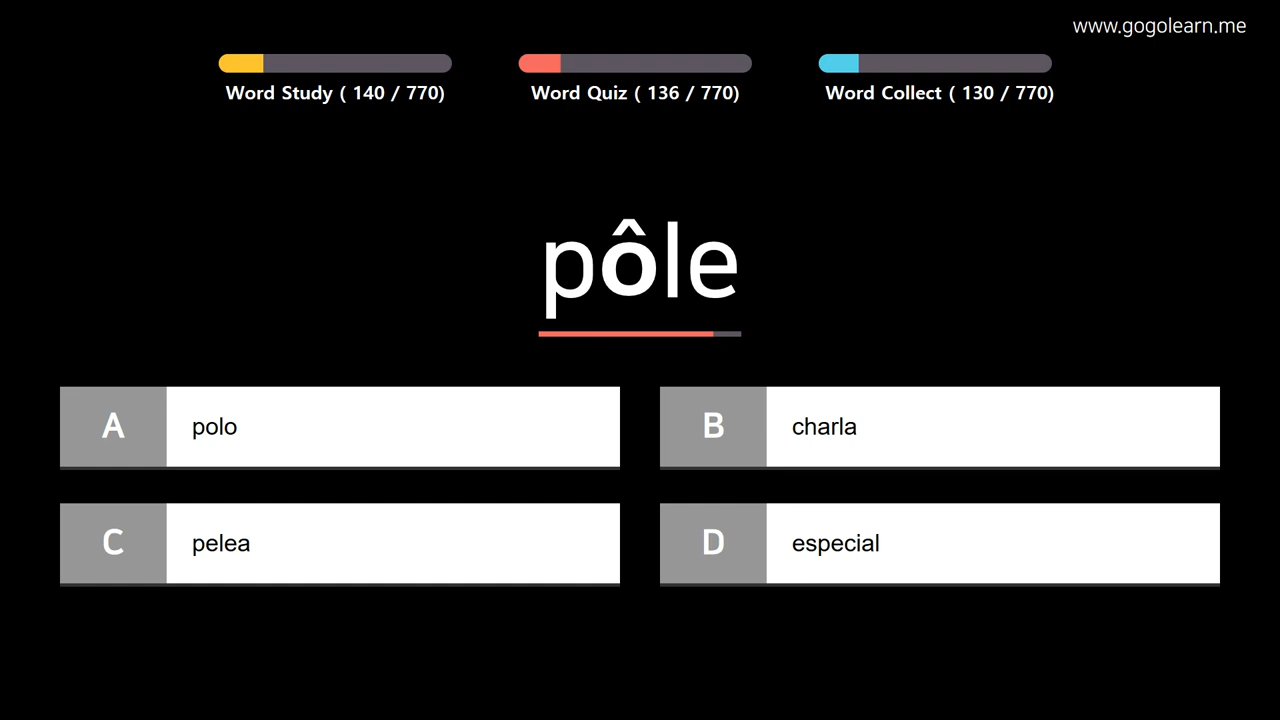 www.gogolearn.me
Word Study ( 140 / 770)
Word Quiz ( 136 / 770)
Word Collect ( 130 / 770)
pôle
A polo
B charla
C pelea
D especial